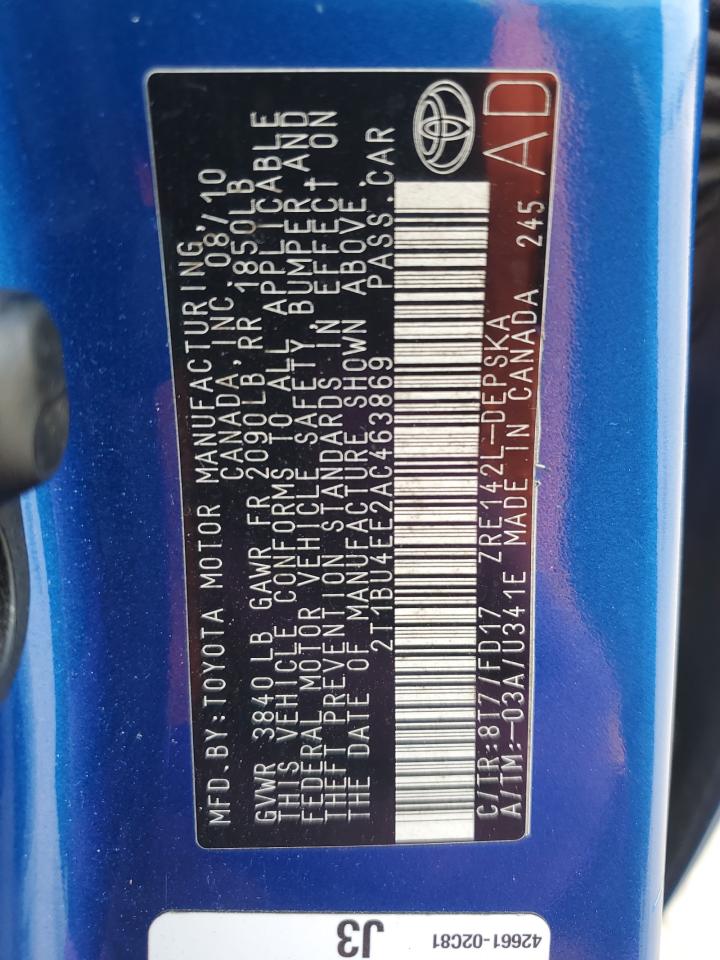 MFD.BY:TOYOTA MOTOR MANUFACTURING,
CANADA,INC. 08/10
GVWR 3840 LB GAWR FR 2090LB,RR 1850LB
THIS VEHICLE CONFORMS TO ALL APPLICABLE
FEDERAL MOTOR VEHICLE SAFETY, BUMPER, AND
THEFT PREVENTION STANDARDS IN EFFECT ON
THE DATE OF MANUFACTURE SHOWN ABOVE.
2T1BU4EE2AC463869 PASS.CAR
C/TR:8T7/FD17 ZRE142L-DEPSKA
A/TM:-03A/U341E MADE IN CANADA 245
AD
J3
42661-02C81